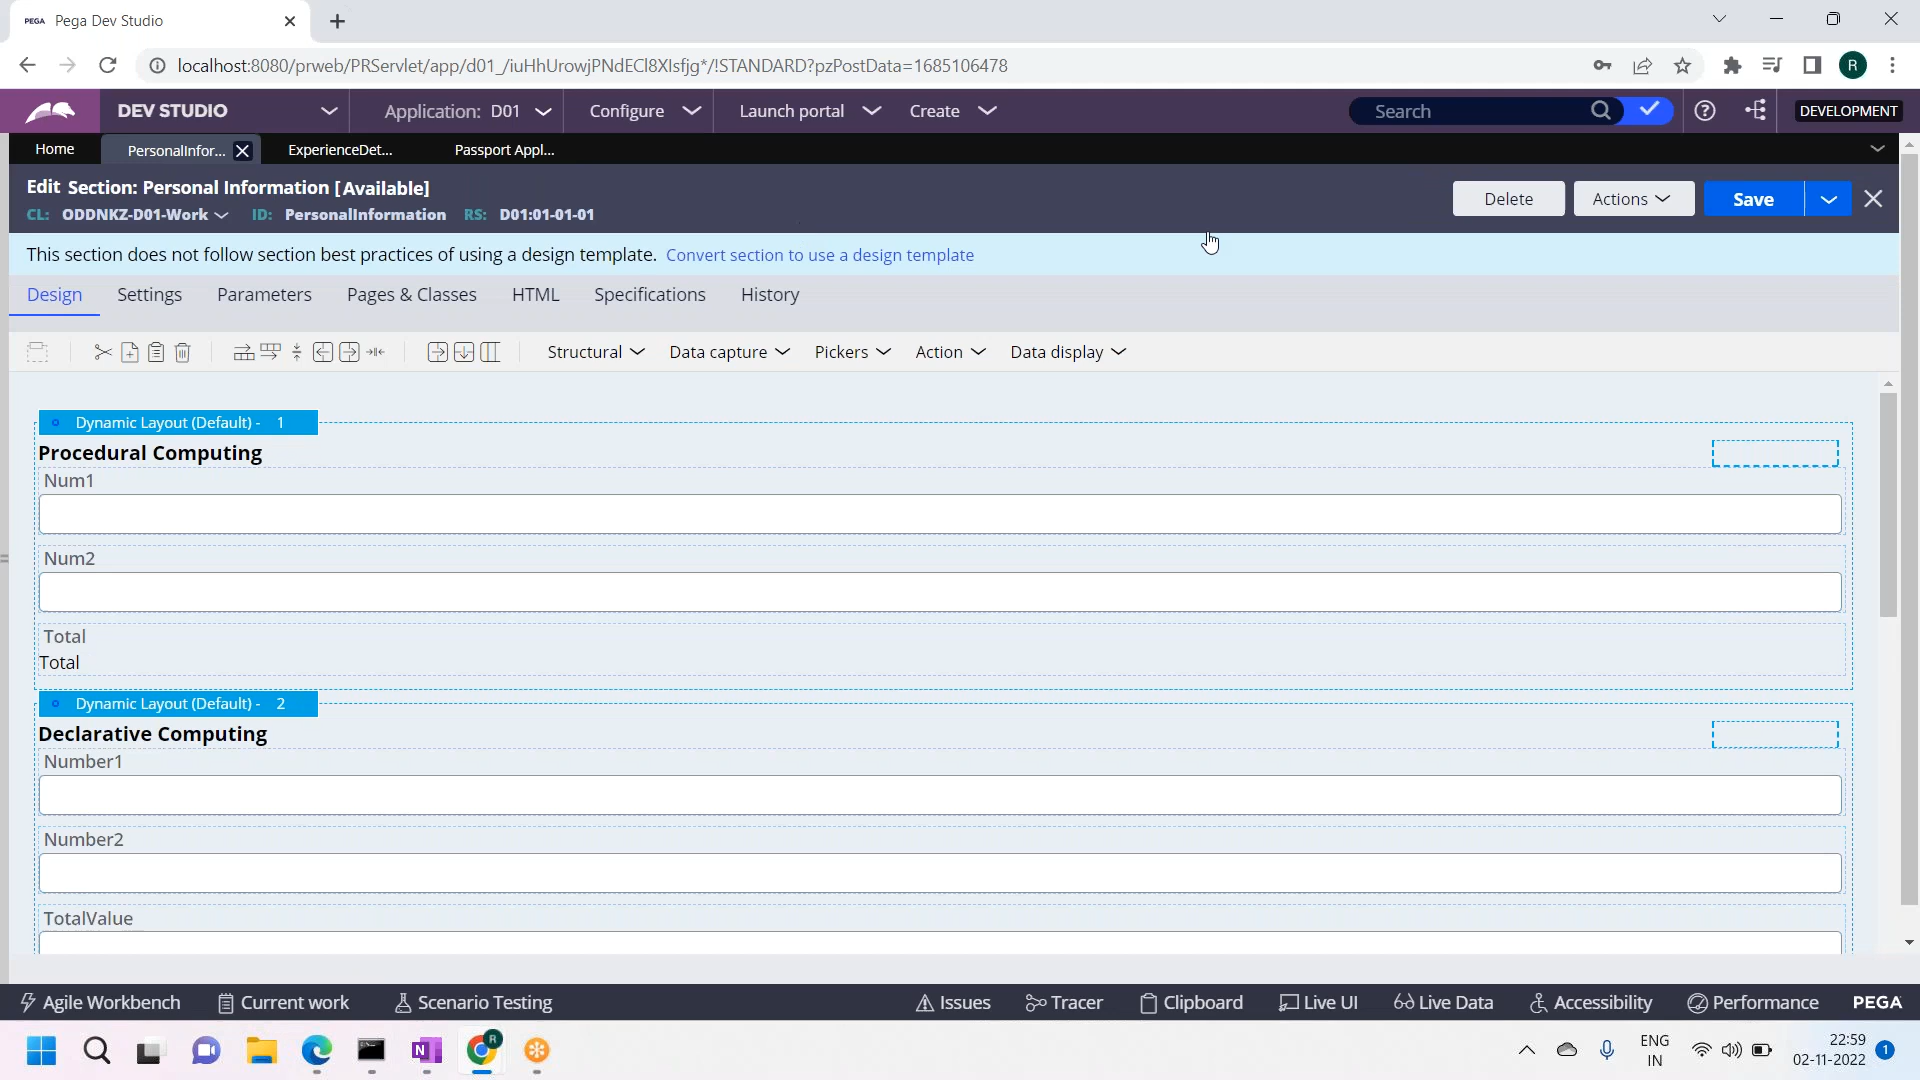 PEGA Pega Dev Studio
localhost:8080/prweb/PRServlet/app/d01_/iuHhUrowjPNdECl8XIsfjg*/!STANDARD?pzPostData=1685106478
R
DEV STUDIO Application: D01 Configure Launch portal Create Search DEVELOPMENT
Home PersonalInfor... ExperienceDet... Passport Appl...
Edit Section: Personal Information [Available]
CL: ODDNKZ-D01-Work ID: PersonalInformation RS: D01:01-01-01
Delete Actions Save
This section does not follow section best practices of using a design template. Convert section to use a design template
Design Settings Parameters Pages & Classes HTML Specifications History
Structural Data capture Pickers Action Data display
Dynamic Layout (Default) - 1
Procedural Computing
Num1
Num2
Total
Total
Dynamic Layout (Default) - 2
Declarative Computing
Number1
Number2
TotalValue
Agile Workbench Current work Scenario Testing Issues Tracer Clipboard Live UI Live Data Accessibility Performance PEGA
R
ENG
IN
22:59
02-11-2022
1